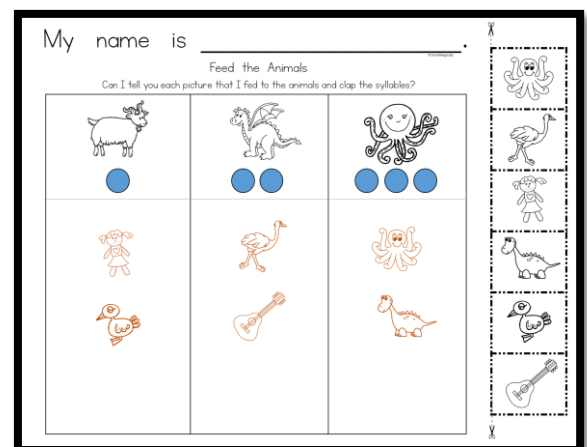 My name is ___________________.
Feed the Animals
Can I tell you each picture that I fed to the animals and clap the syllables?